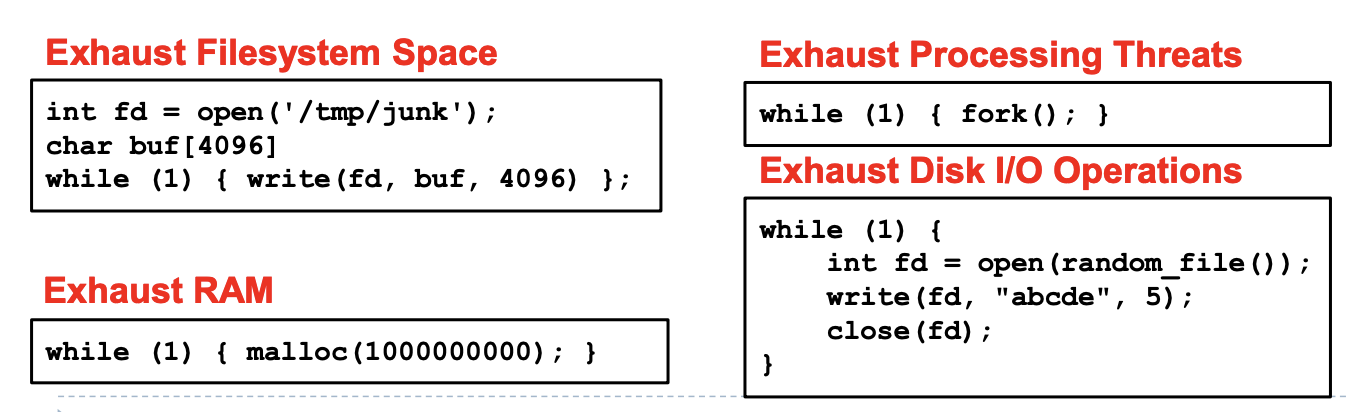 Exhaust Filesystem Space
int fd = open('/tmp/junk');
char buf[4096]
while (1) { write(fd, buf, 4096) };
Exhaust RAM
while (1) { malloc(1000000000); }
Exhaust Processing Threats
while (1) { fork(); }
Exhaust Disk I/O Operations
while (1) {
    int fd = open(random_file());
    write(fd, "abcde", 5);
    close(fd);
}